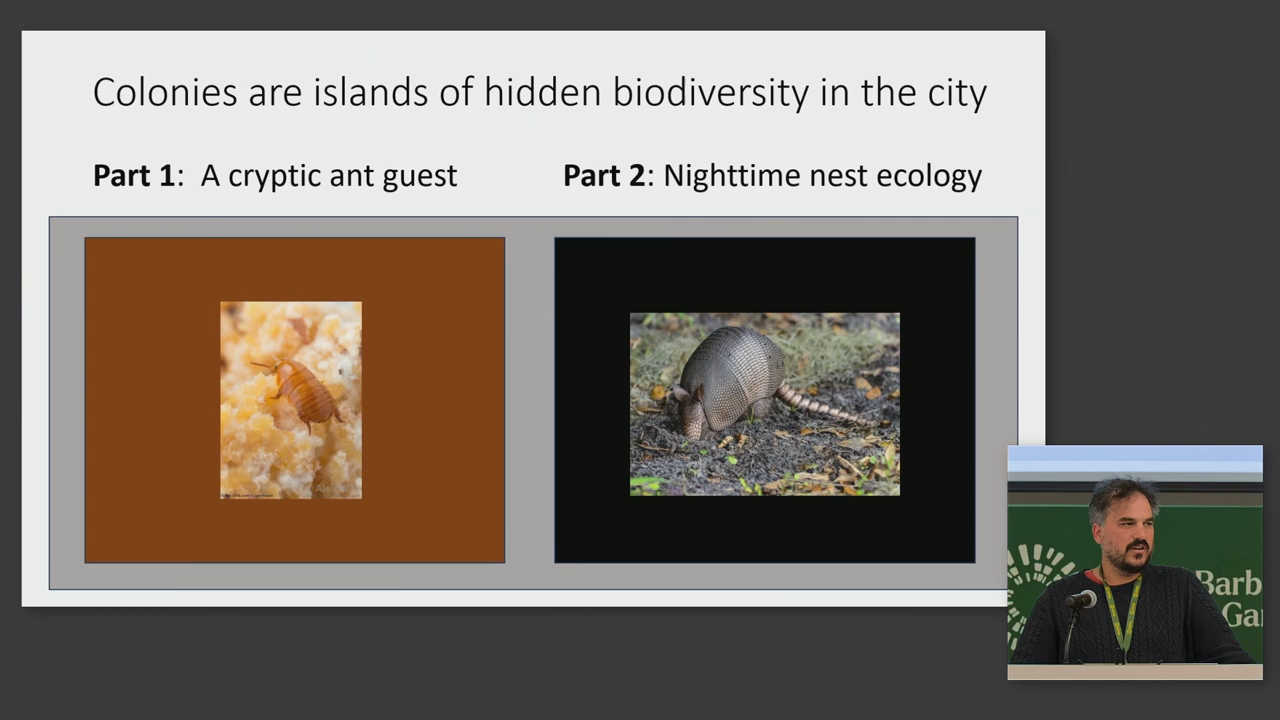 Colonies are islands of hidden biodiversity in the city
Part 1: A cryptic ant guest
Part 2: Nighttime nest ecology
Barb
Gar